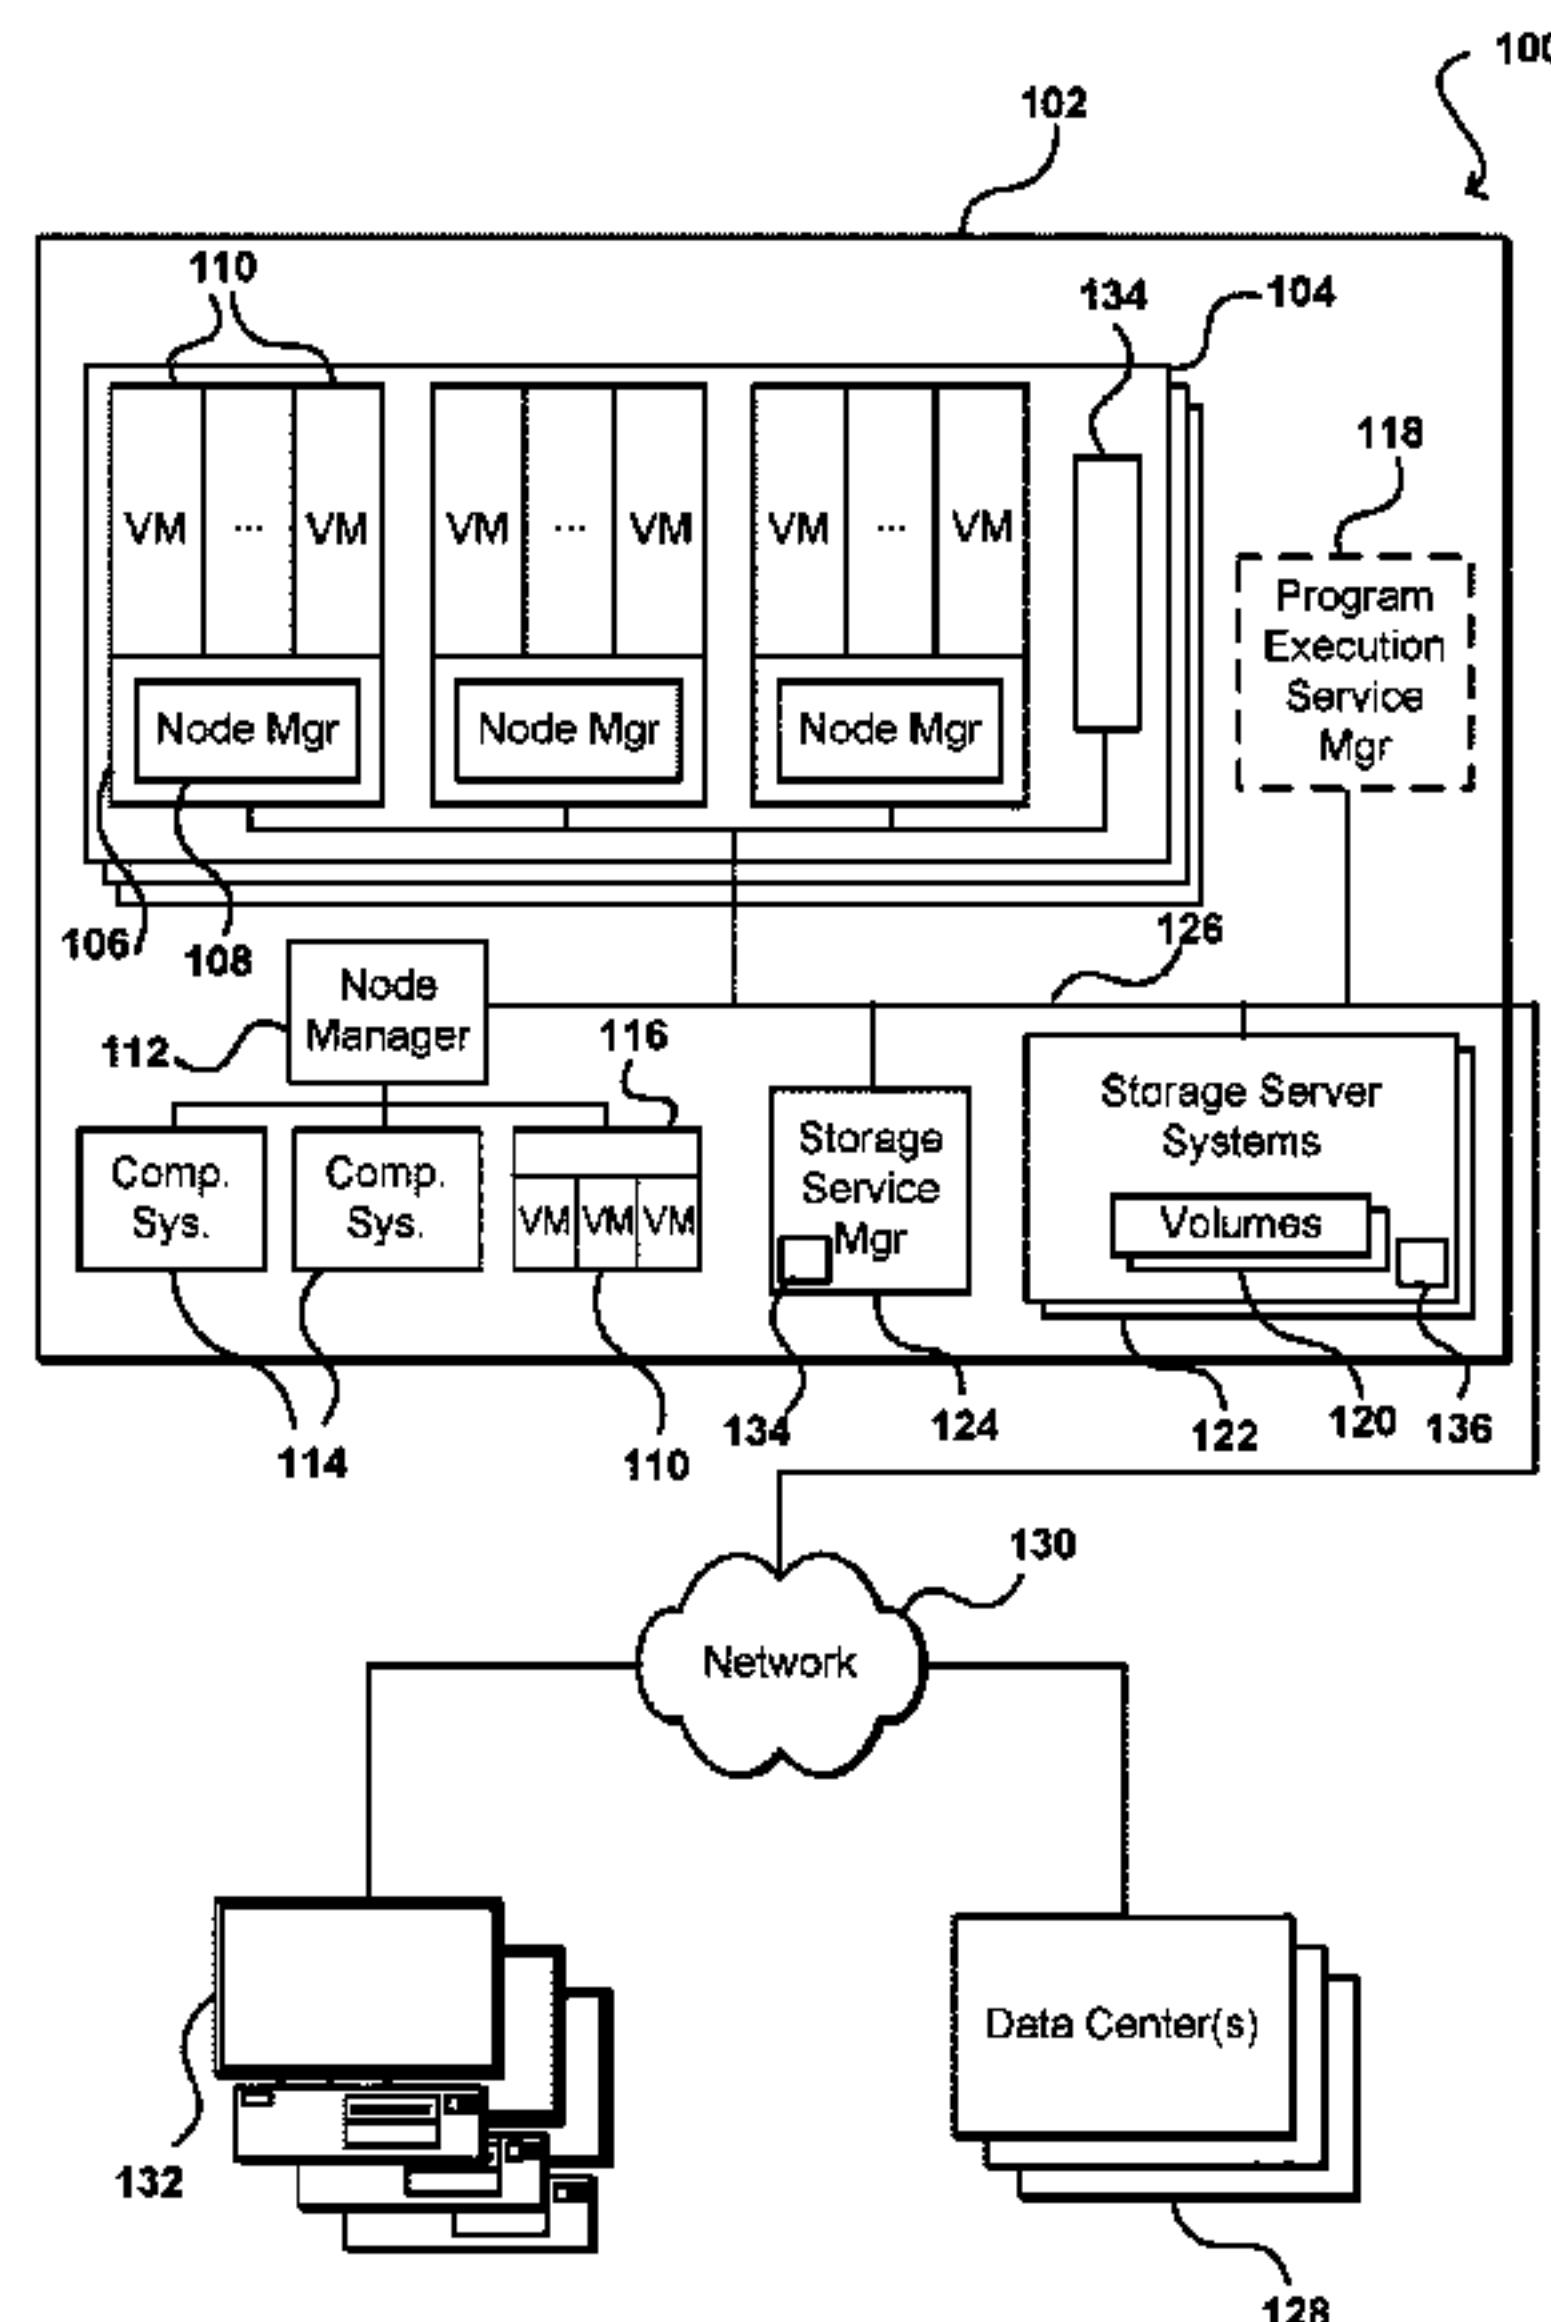 100
102
110
134
104
118
VM ... VM
VM ... VM
VM ... VM
Program
Execution
Service
Mgr
Node Mgr
Node Mgr
Node Mgr
106
108
126
Node
Manager
112
116
Storage Server
Systems
Storage
Service
Mgr
Comp.
Sys.
Comp.
Sys.
VM VM VM
Volumes
134
124
122
120
136
114
110
130
Network
Data Center(s)
132
128